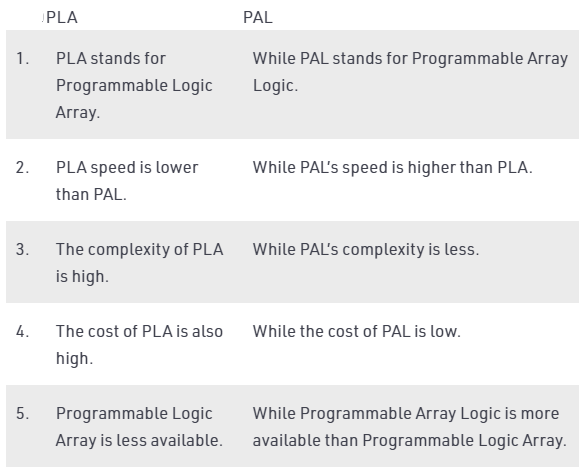 PLA PAL
1. PLA stands for While PAL stands for Programmable Array
Programmable Logic Logic.
Array.
2. PLA speed is lower While PAL’s speed is higher than PLA.
than PAL.
3. The complexity of PLA While PAL’s complexity is less.
is high.
4. The cost of PLA is also While the cost of PAL is low.
high.
5. Programmable Logic While Programmable Array Logic is more
Array is less available. available than Programmable Logic Array.